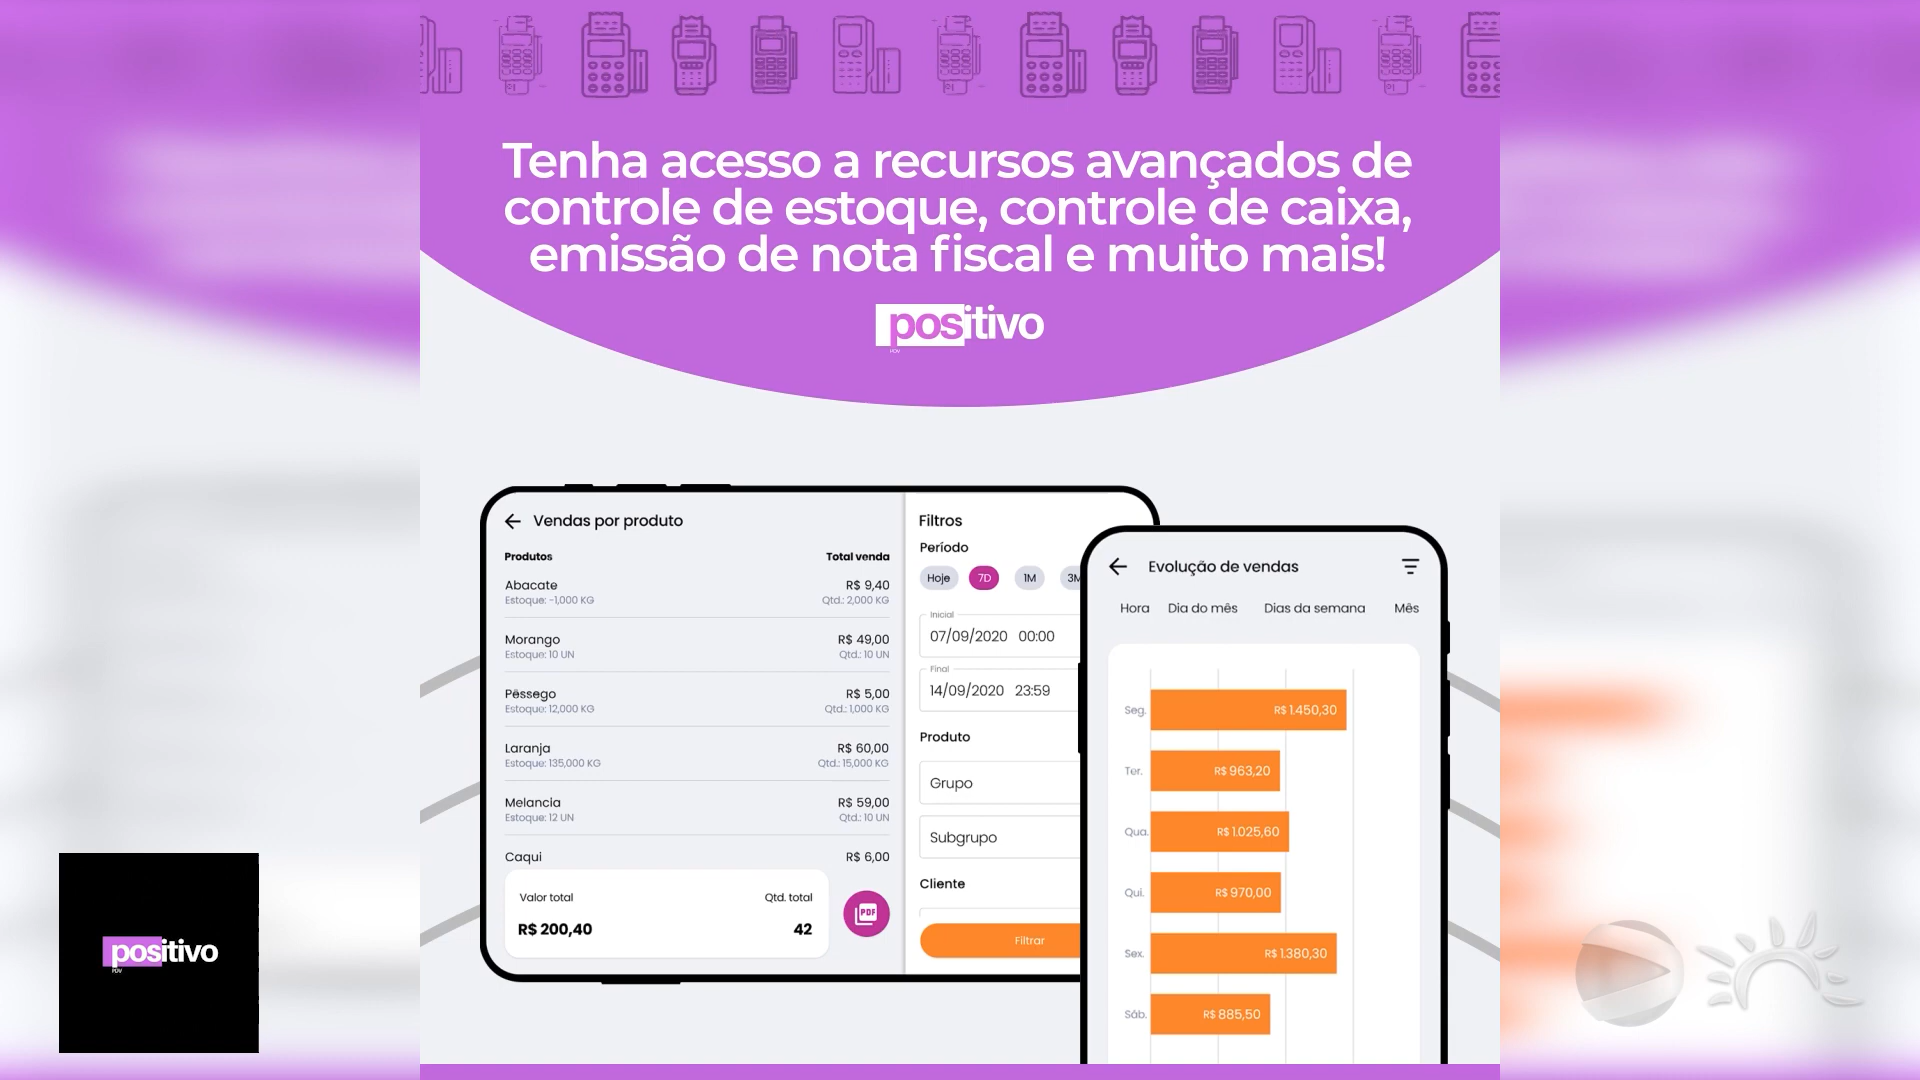 Tenha acesso a recursos avançados de
controle de estoque, controle de caixa,
emissão de nota fiscal e muito mais!
positivo
PDV
Vendas por produto
Produtos Total venda
Abacate R$ 9,40
Estoque: -1,000 KG Qtd.: 2,000 KG
Morango R$ 49,00
Estoque: 10 UN Qtd.: 10 UN
Pêssego R$ 5,00
Estoque: 12,000 KG Qtd.: 1,000 KG
Laranja R$ 60,00
Estoque: 135,000 KG Qtd.: 15,000 KG
Melancia R$ 59,00
Estoque: 12 UN Qtd.: 10 UN
Caqui R$ 6,00
Valor total Qtd. total
R$ 200,40 42
PDF
Filtros
Período
Hoje 7D 1M 3M
Inicial
07/09/2020 00:00
Final
14/09/2020 23:59
Produto
Grupo
Subgrupo
Cliente
Filtrar
Evolução de vendas
Hora Dia do mês Dias da semana Mês
Seg. R$ 1.450,30
Ter. R$ 963,20
Qua. R$ 1.025,60
Qui. R$ 970,00
Sex. R$ 1.380,30
Sáb. R$ 885,50
positivo
PDV